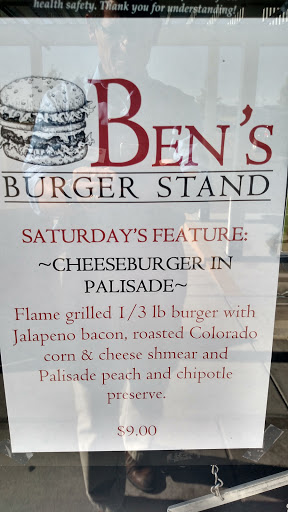 health safety. Thank you for understanding!
BEN'S
BURGER STAND
SATURDAY'S FEATURE:
~CHEESEBURGER IN
PALISADE~
Flame grilled 1/3 lb burger with
Jalapeno bacon, roasted Colorado
corn & cheese shmear and
Palisade peach and chipotle
preserve.
$9.00